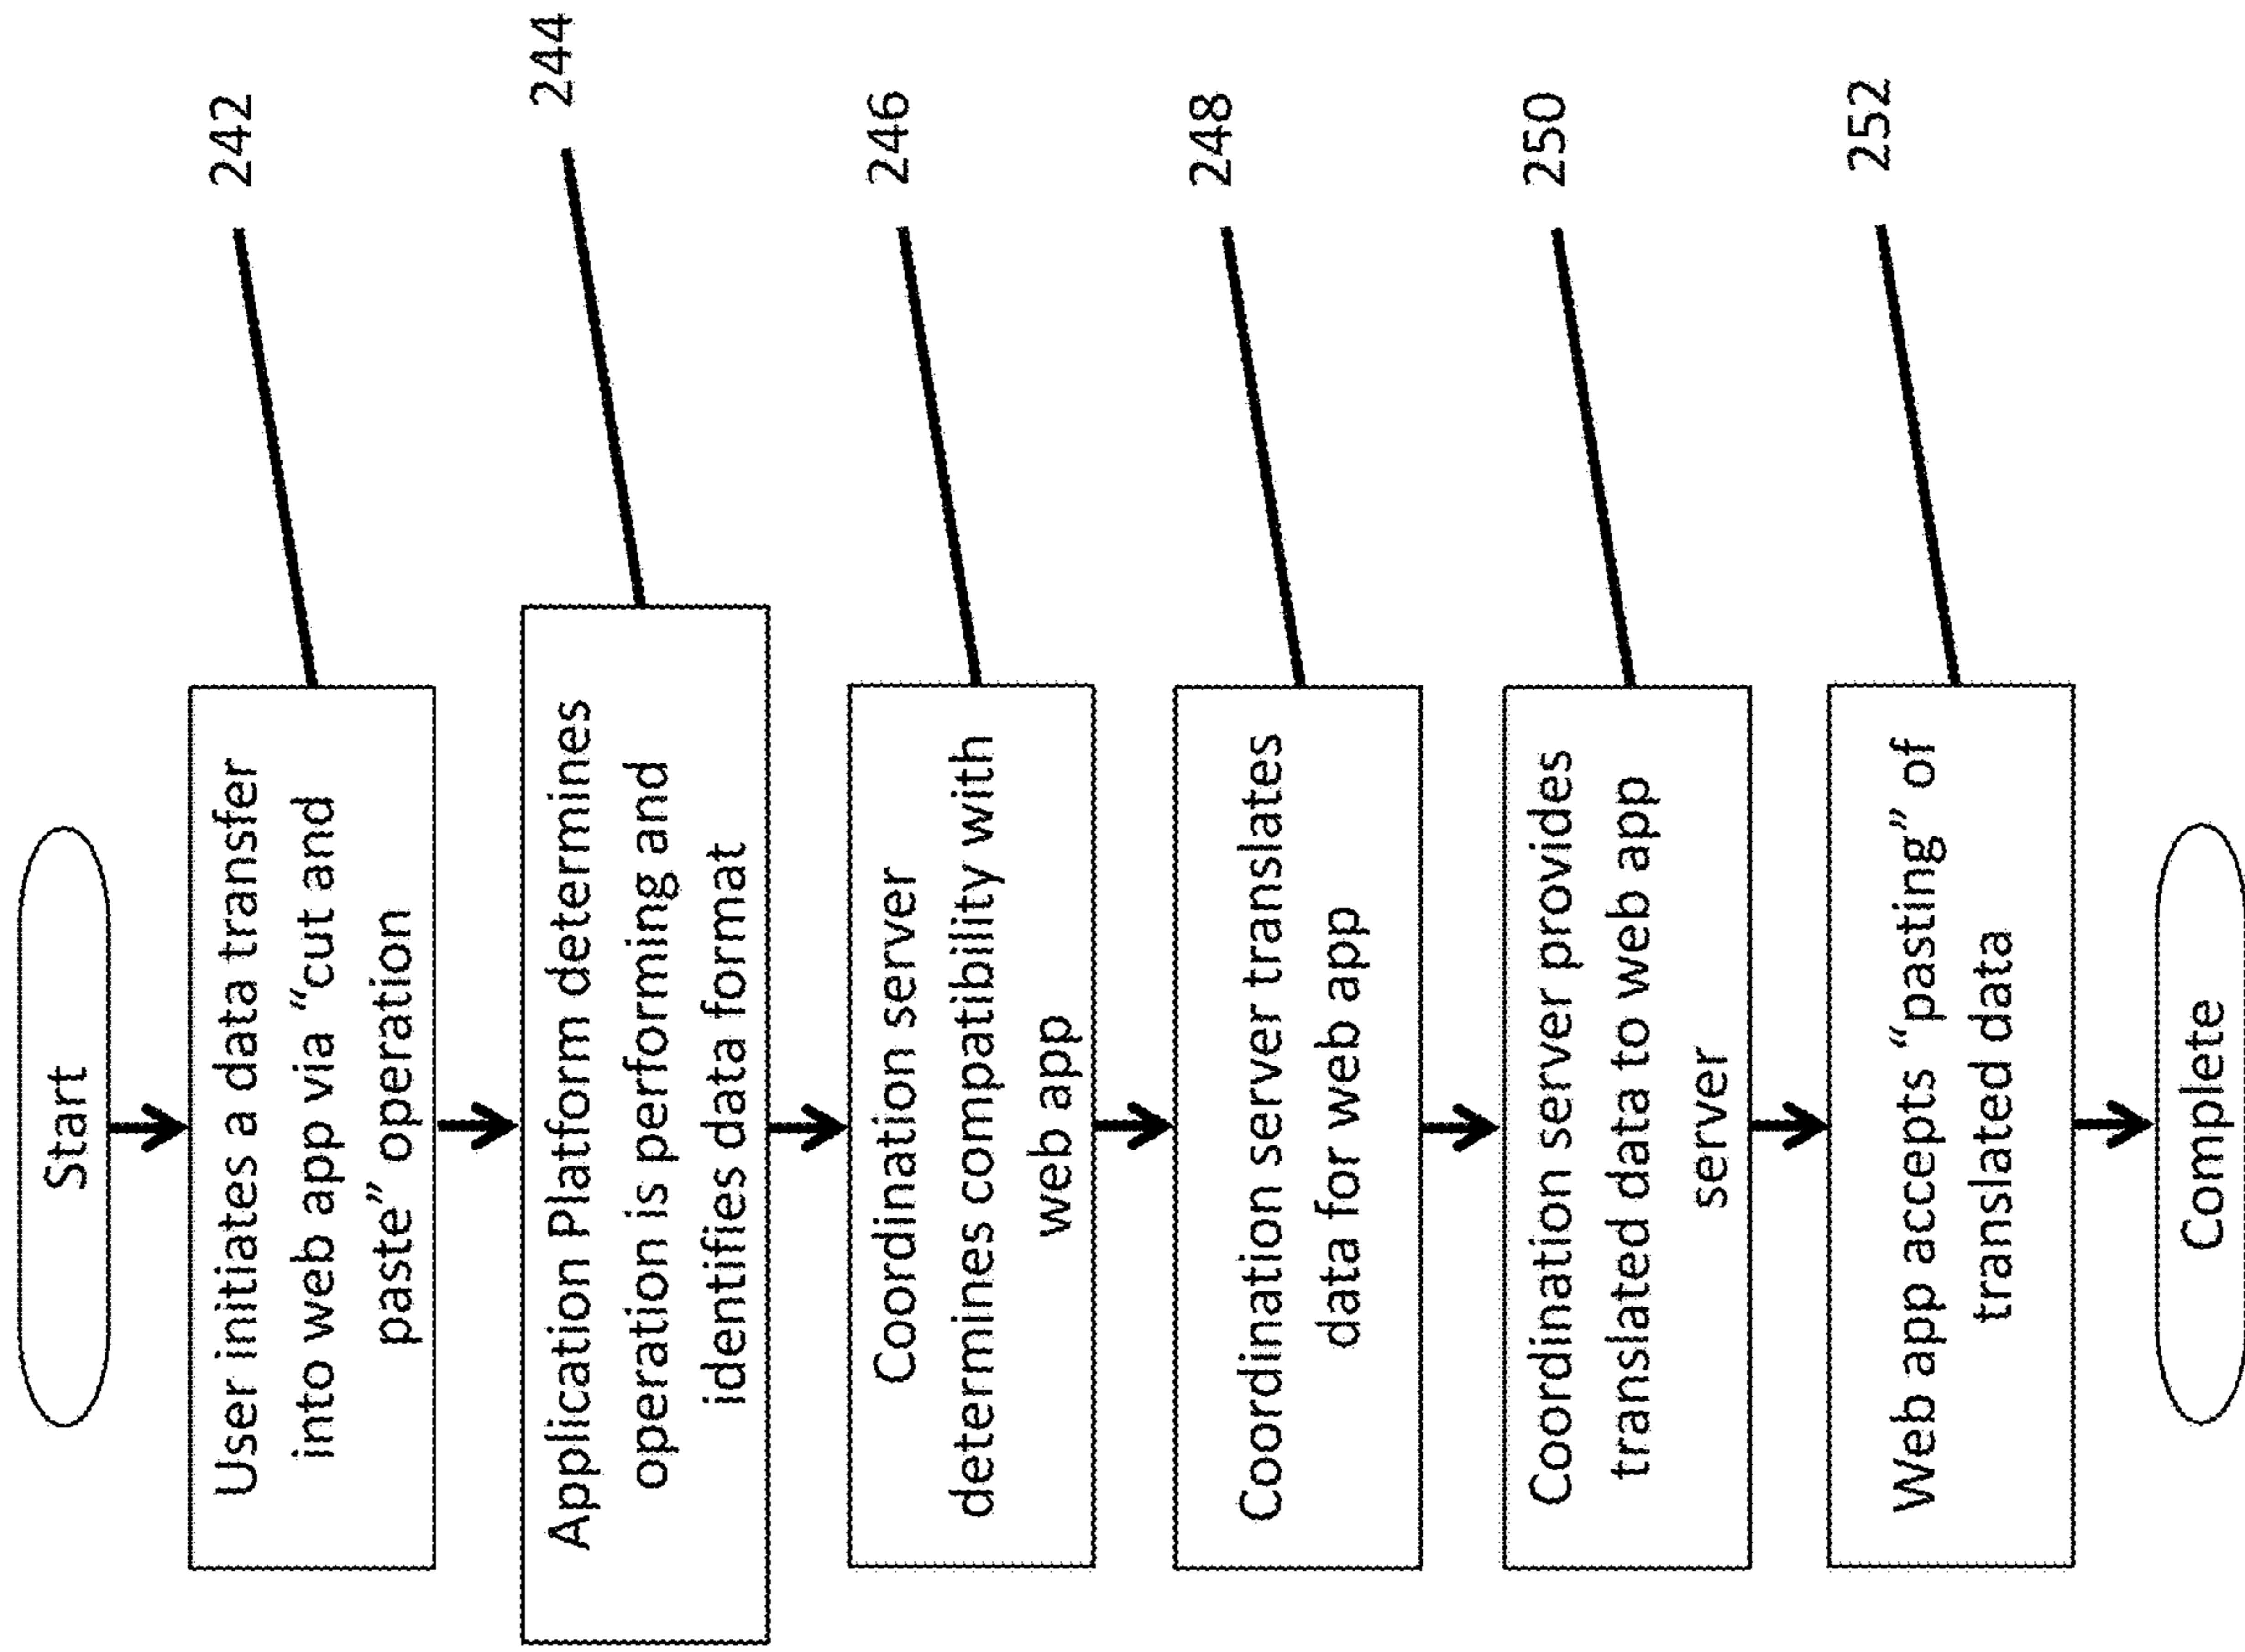 Start
User initiates a data transfer
into web app via “cut and
paste” operation
242
Application Platform determines
operation is performing and
identifies data format
244
Coordination server
determines compatibility with
web app
246
Coordination server translates
data for web app
248
Coordination server provides
translated data to web app
server
250
Web app accepts “pasting” of
translated data
252
Complete